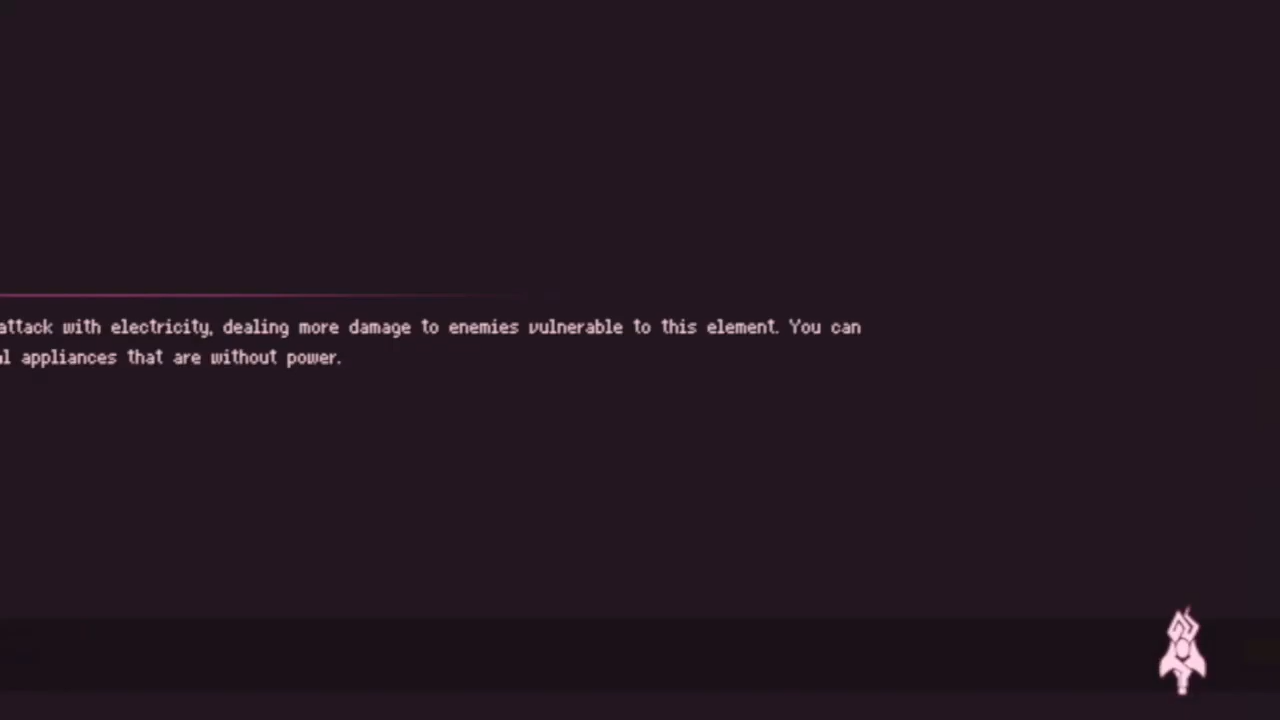 attack with electricity, dealing more damage to enemies vulnerable to this element. You can
appliances that are without power.